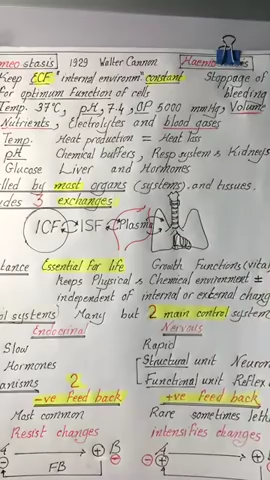 meo stasis 1929 Walter Cannon Haemo es
Keep ECF "internal environm" constant Stoppage of
for optimum Function of cells bleeding
Temp. 37°C, pH, 7.4, OP 5000 mmHg, Volume
Nutrients, Electrolytes and blood gases
Temp. Heat production = Heat loss
pH Chemical buffers, Resp system & Kidneys
Glucose Liver and Hormones
lled by most organs (systems) and tissues.
udes 3 exchanges
ICF ISF Plasma
tance Essential for life Growth Functions (vital
Keeps Physical & Chemical environment ±
independent of internal or external chang
ol systems) Many but 2 main control system
Endocrinal Nervous
Slow Rapid
Hormones Structural unit Neuron
anisms 2 Functional unit Reflex
-ve feed back +ve feed back
Most common Rare sometimes leth
Resist changes intensifies changes
A + B A +
- FB -